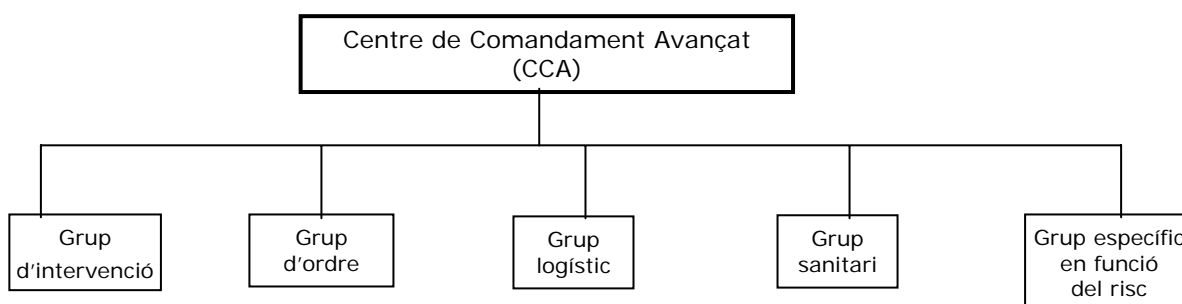 Centre de Comandament Avançat
(CCA)
Grup
d'intervenció
Grup
d'ordre
Grup
logístic
Grup
sanitari
Grup específic
en funció
del risc